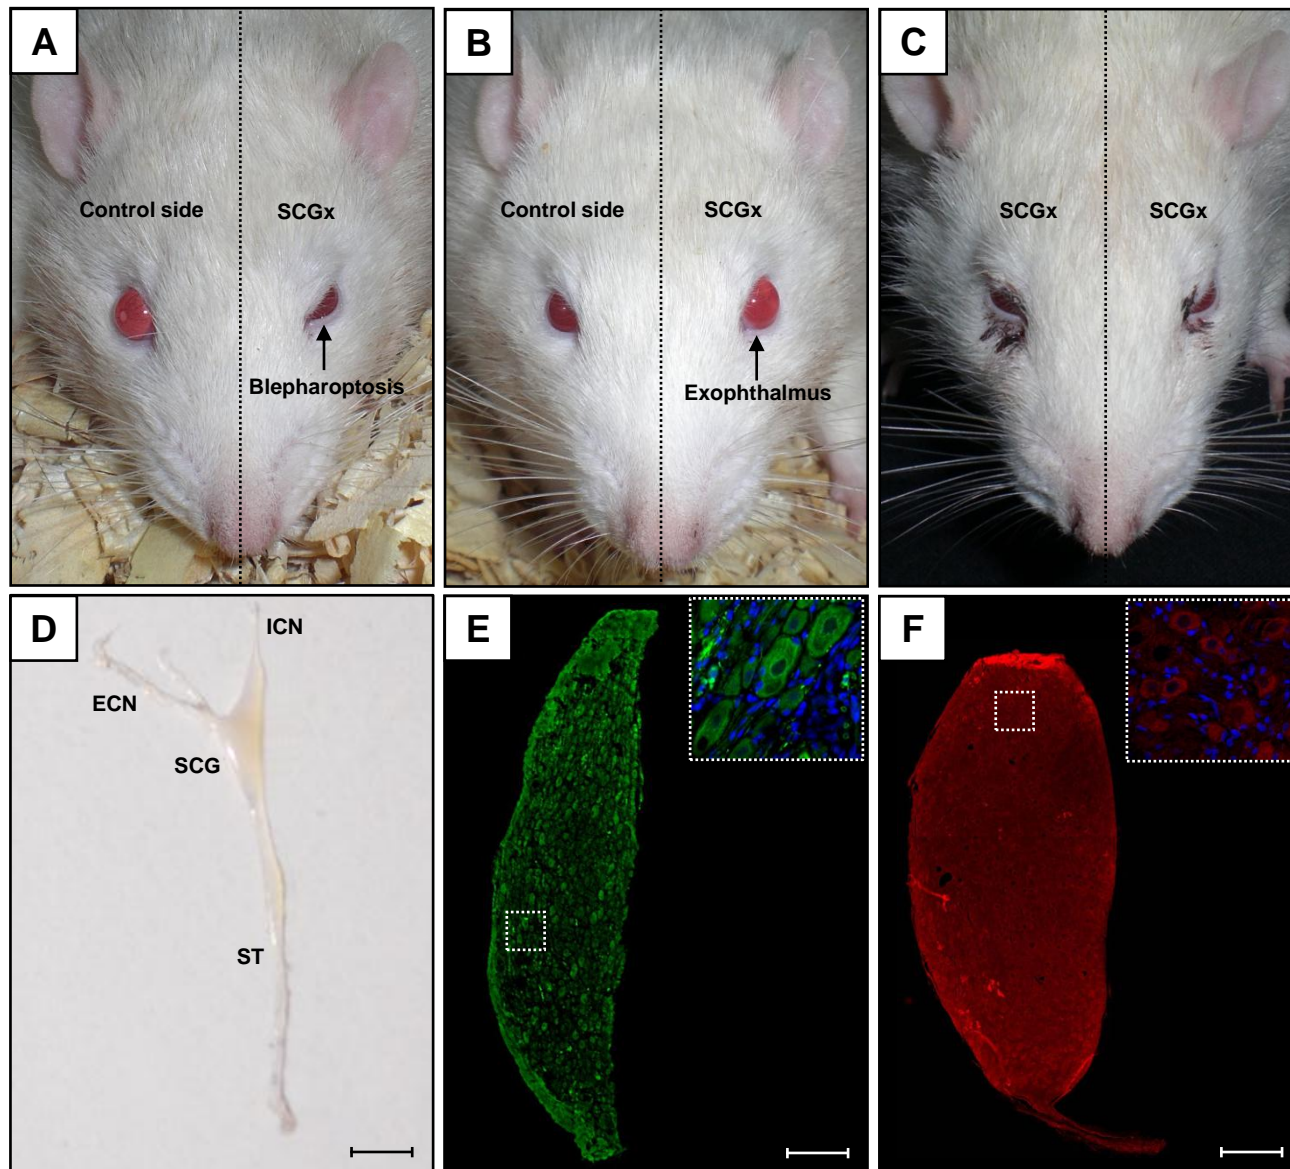 A
B
C
Control side
SCGx
Control side
SCGx
SCGx
SCGx
Blepharoptosis
Exophthalmus
D
E
F
ICN
ECN
SCG
ST